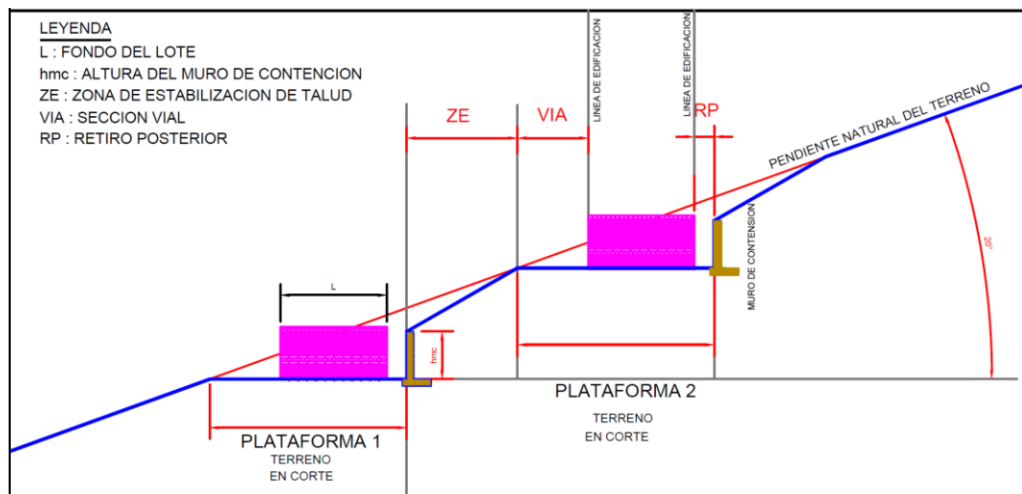 LEYENDA
L : FONDO DEL LOTE
hmc : ALTURA DEL MURO DE CONTENCION
ZE : ZONA DE ESTABILIZACION DE TALUD
VIA : SECCION VIAL
RP : RETIRO POSTERIOR
ZE
VIA
LINEA DE EDIFICACION
LINEA DE EDIFICACION
RP
PENDIENTE NATURAL DEL TERRENO
MURO DE CONTENSION
20°
L
hmc
PLATAFORMA 2
TERRENO
EN CORTE
PLATAFORMA 1
TERRENO
EN CORTE